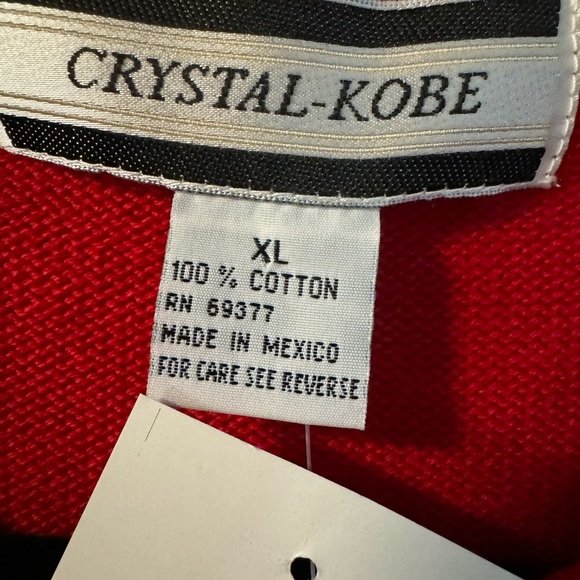 CRYSTAL-KOBE
XL
100 % COTTON
RN 69377
MADE IN MEXICO
FOR CARE SEE REVERSE